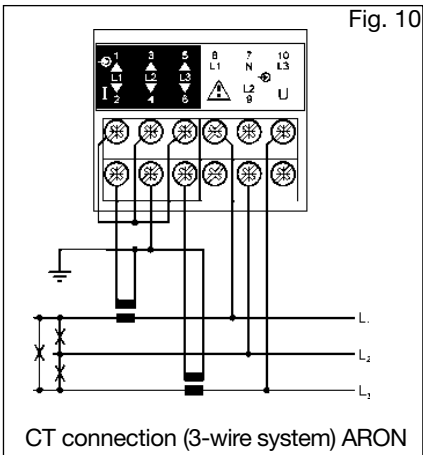 Fig. 10
1 3 5 8 7 10
L1 N L3
L1 L2 L3
I L2 U
2 4 6 9
L1
L2
L3
CT connection (3-wire system) ARON